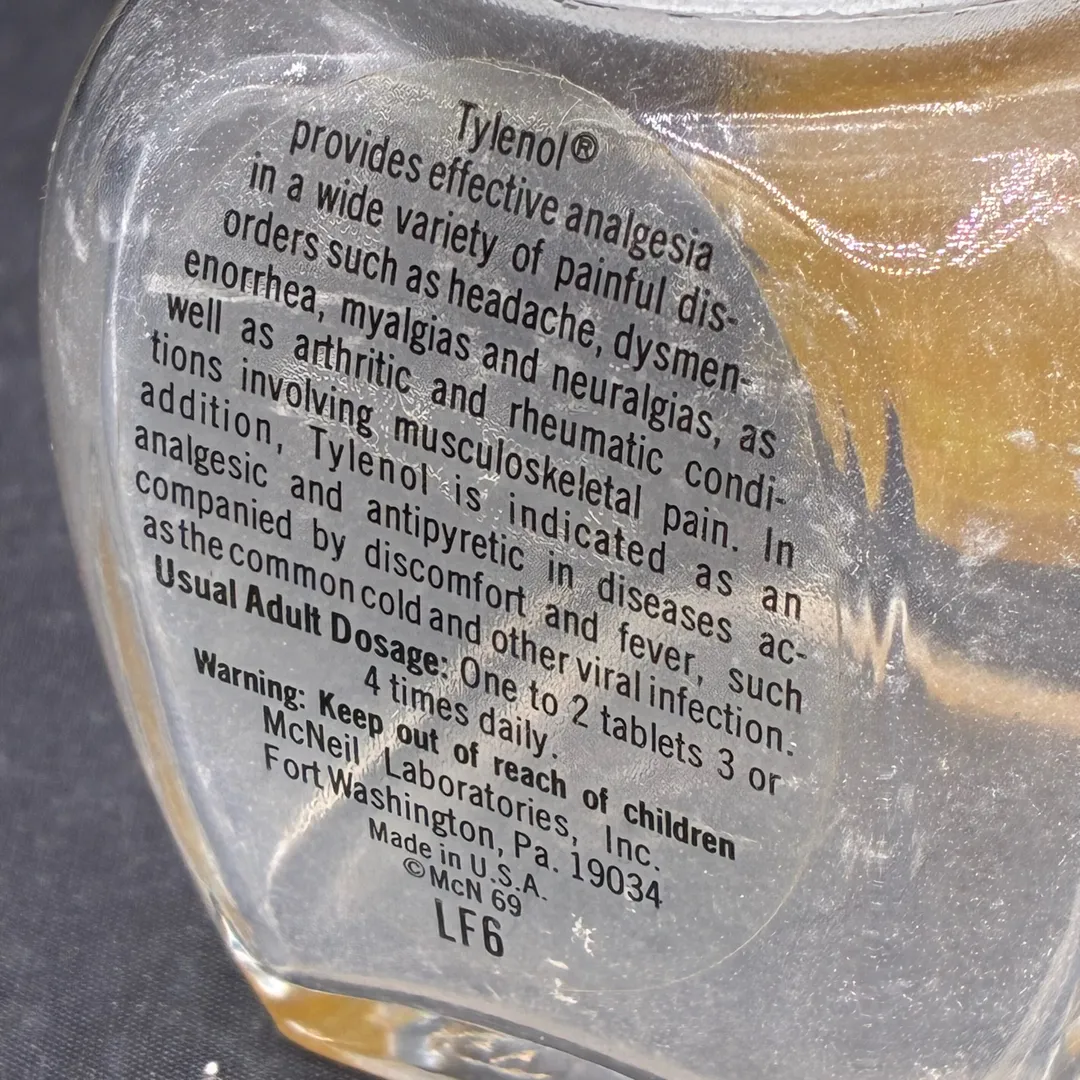 Tylenol®
provides effective analgesia
in a wide variety of painful dis-
orders such as headache, dysmen-
enorrhea, myalgias and neuralgias, as
well as arthritic and rheumatic condi-
tions involving musculoskeletal pain. In
addition, Tylenol is indicated as an
analgesic and antipyretic in diseases ac-
companied by discomfort and fever, such
as the common cold and other viral infection.
Usual Adult Dosage: One to 2 tablets 3 or
4 times daily.
Warning: Keep out of reach of children
McNeil Laboratories, Inc.
Fort Washington, Pa. 19034
Made in U.S.A.
©McN 69
LF6